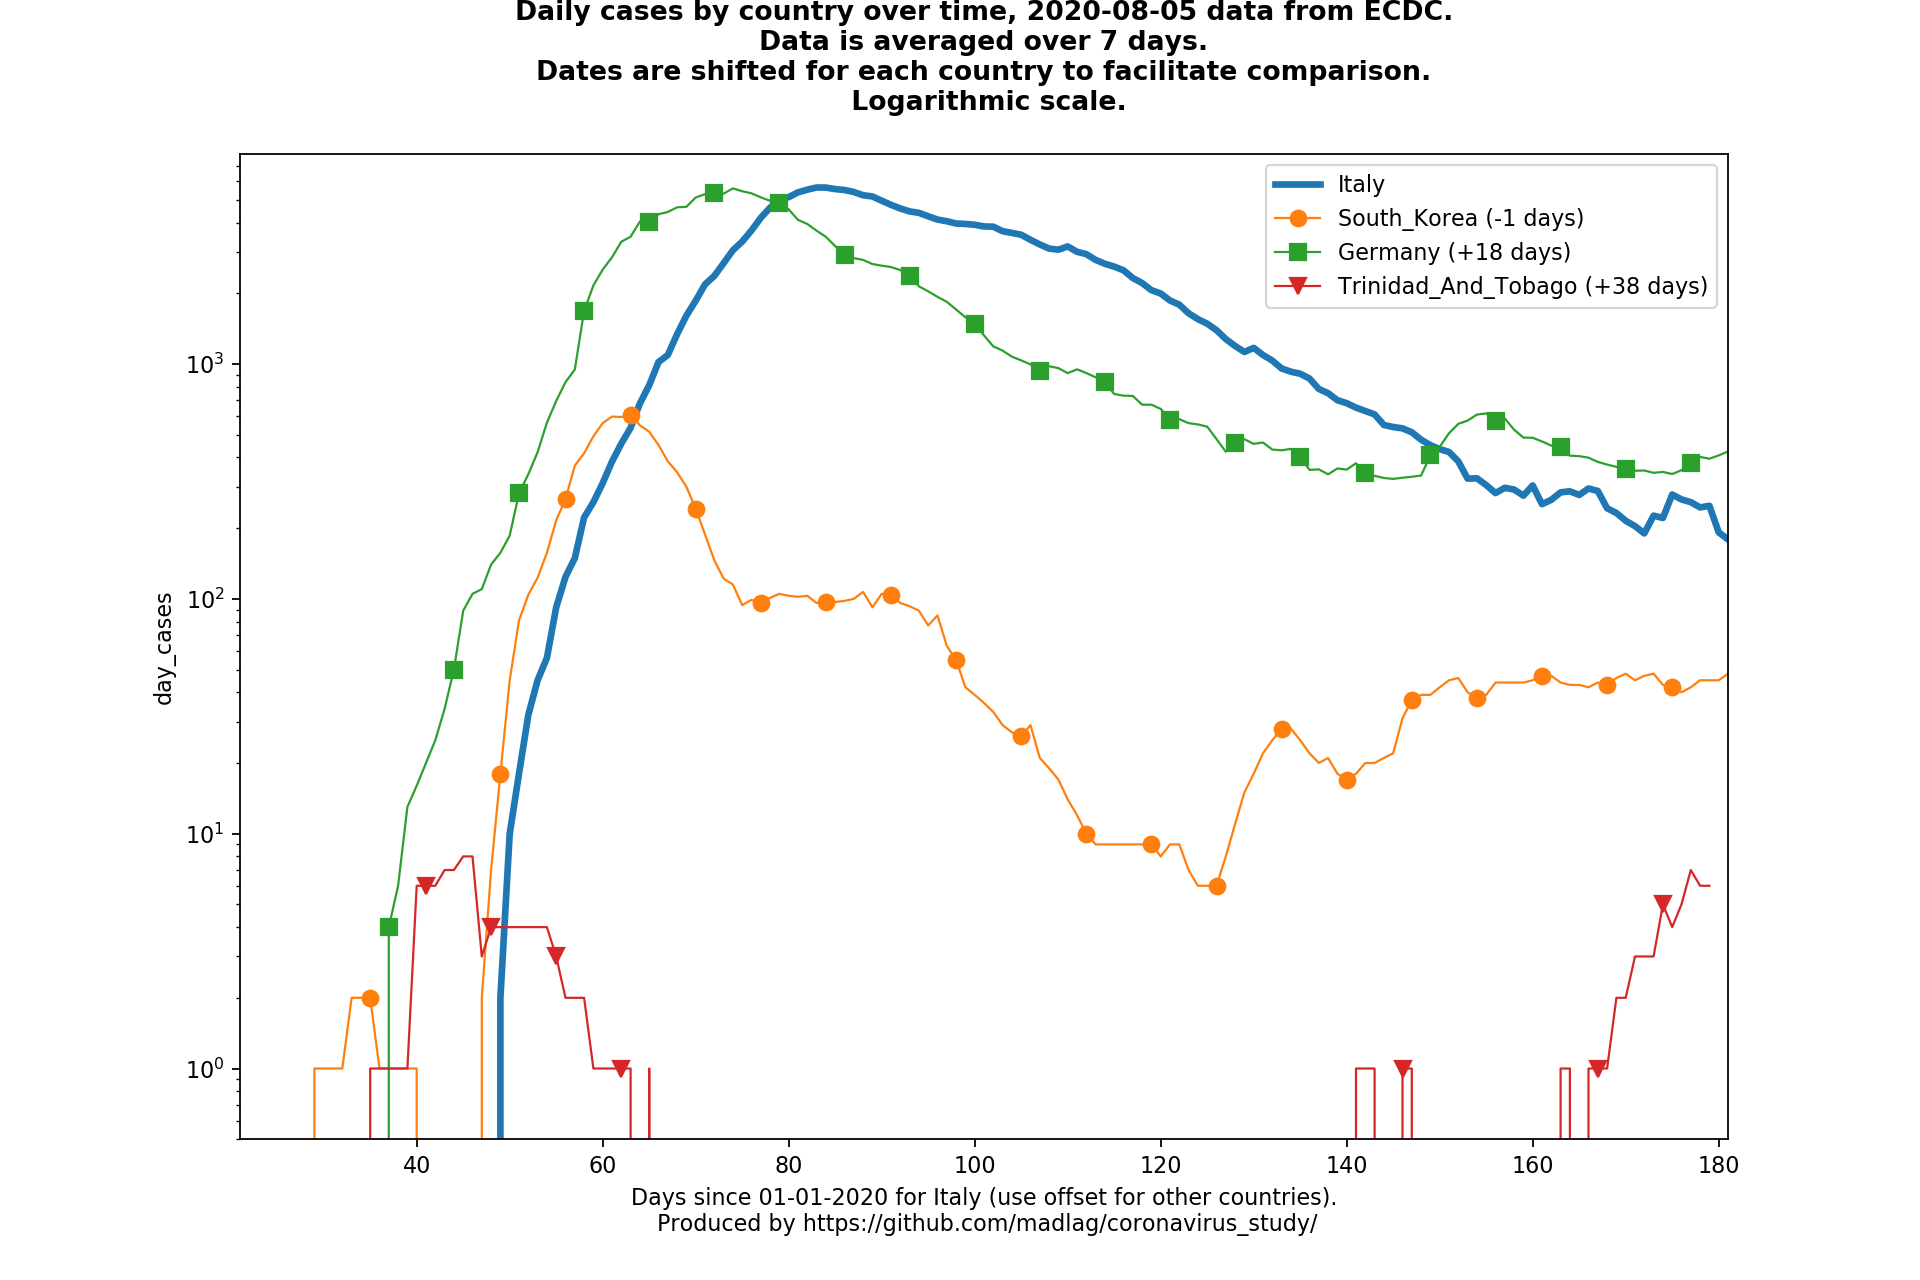 Daily cases by country over time, 2020-08-05 data from ECDC.
Data is averaged over 7 days.
Dates are shifted for each country to facilitate comparison.
Logarithmic scale.
Italy
South_Korea (-1 days)
Germany (+18 days)
Trinidad_And_Tobago (+38 days)
10³
10²
10¹
10⁰
day_cases
40 60 80 100 120 140 160 180
Days since 01-01-2020 for Italy (use offset for other countries).
Produced by https://github.com/madlag/coronavirus_study/